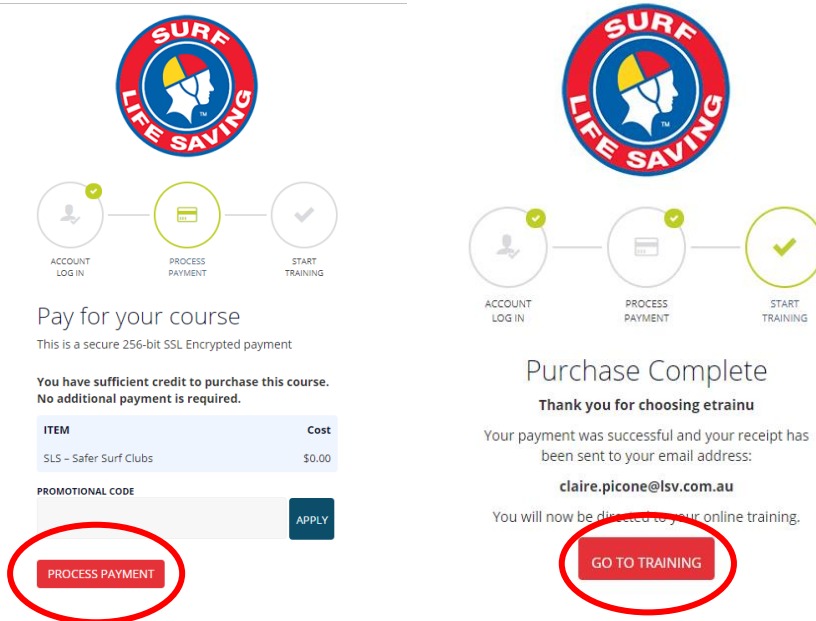 SURF
LIFE SAVING
TM
ACCOUNT
LOG IN
PROCESS
PAYMENT
START
TRAINING
Pay for your course
This is a secure 256-bit SSL Encrypted payment
You have sufficient credit to purchase this course.
No additional payment is required.
ITEM Cost
SLS – Safer Surf Clubs $0.00
PROMOTIONAL CODE
APPLY
PROCESS PAYMENT
SURF
LIFE SAVING
TM
ACCOUNT
LOG IN
PROCESS
PAYMENT
START
TRAINING
Purchase Complete
Thank you for choosing etrainu
Your payment was successful and your receipt has
been sent to your email address:
claire.picone@lsv.com.au
You will now be directed to your online training.
GO TO TRAINING